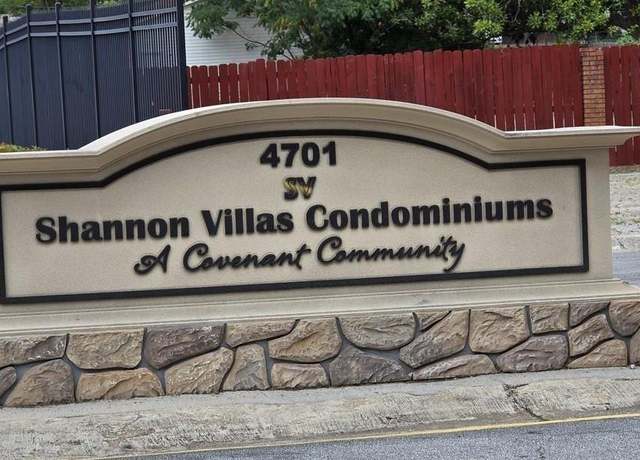 4701
SV
Shannon Villas Condominiums
A Covenant Community